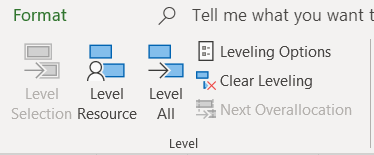 Format
Tell me what you want t
Level Selection
Level Resource
Level All
Leveling Options
Clear Leveling
Next Overallocation
Level